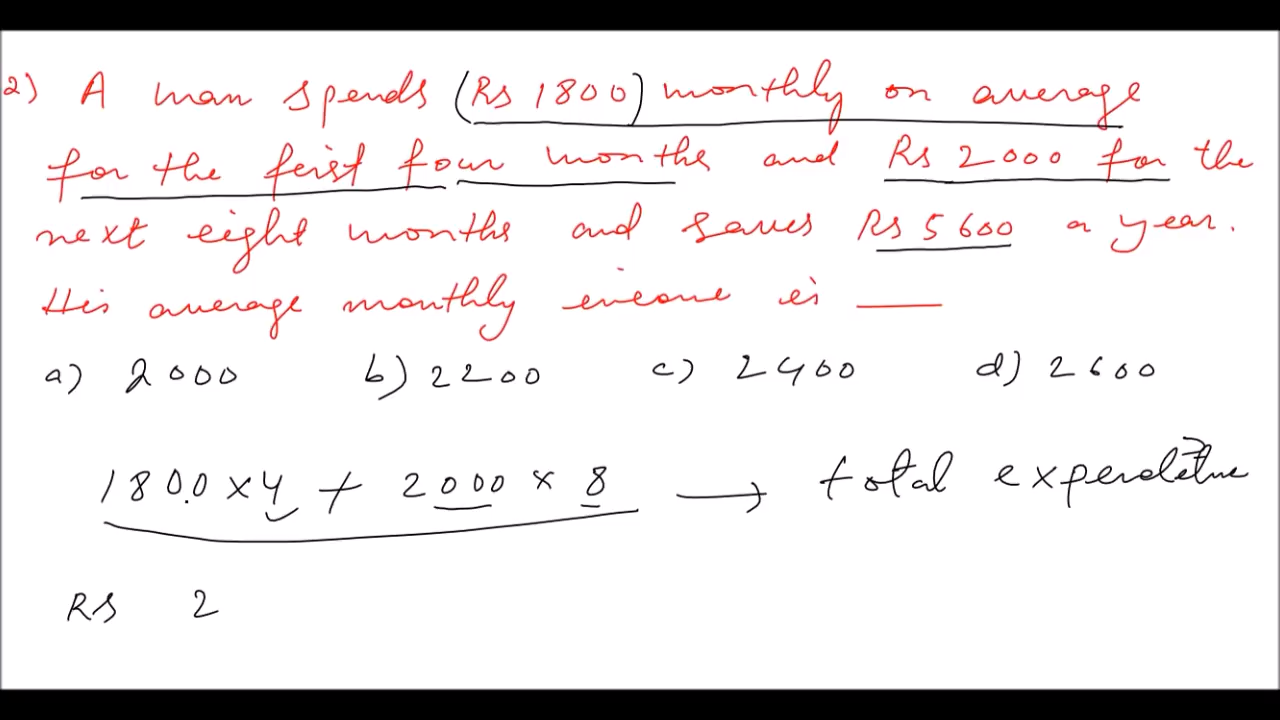 2) A man spends (Rs 1800) monthly on average
for the first four months and Rs 2000 for the
next eight months and saves Rs 5600 a year.
His average monthly income is ____
a) 2000 b) 2200 c) 2400 d) 2600
1800 x 4 + 2000 x 8 → total expenditure
RS 2